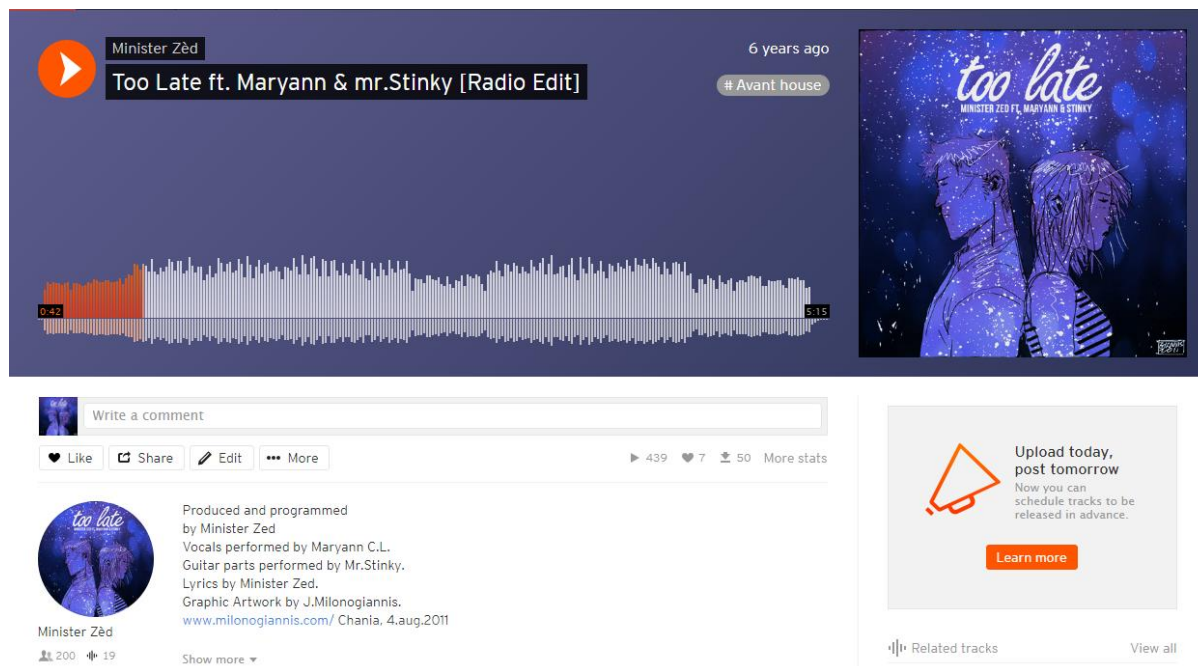 Minister Zèd
6 years ago
Too Late ft. Maryann & mr.Stinky [Radio Edit]
# Avant house
too late
MINISTER ZED FT. MARYANN & STINKY
0:42
5:15
Write a comment
Like Share Edit More
439 7 50 More stats
Upload today,
post tomorrow
Now you can
schedule tracks to be
released in advance.
Learn more
too late
Produced and programmed
by Minister Zed
Vocals performed by Maryann C.L.
Guitar parts performed by Mr.Stinky.
Lyrics by Minister Zed.
Graphic Artwork by J.Milonogiannis.
www.milonogiannis.com/ Chania, 4.aug.2011
Minister Zèd
200 19
Show more
Related tracks
View all